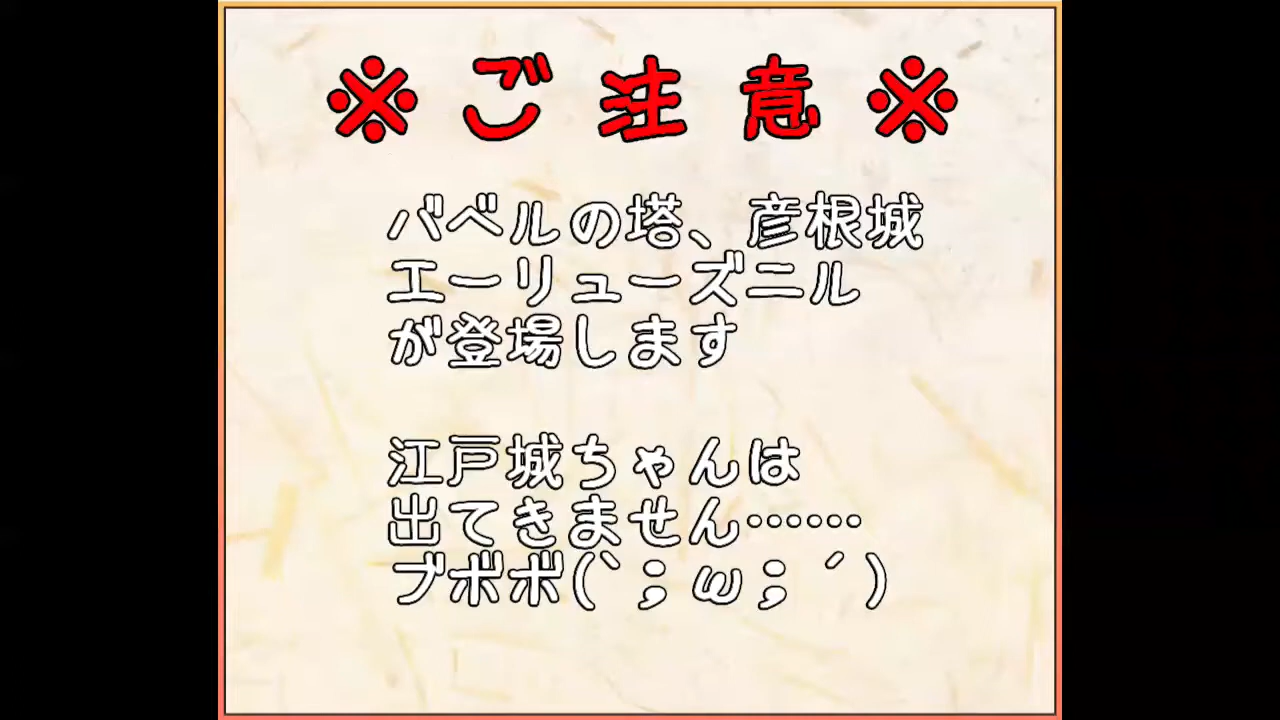 ※ご注意※
バベルの塔、彦根城
エーリューズニル
が登場します
江戸城ちゃんは
出てきません……
ブボボ(`；ω；´)